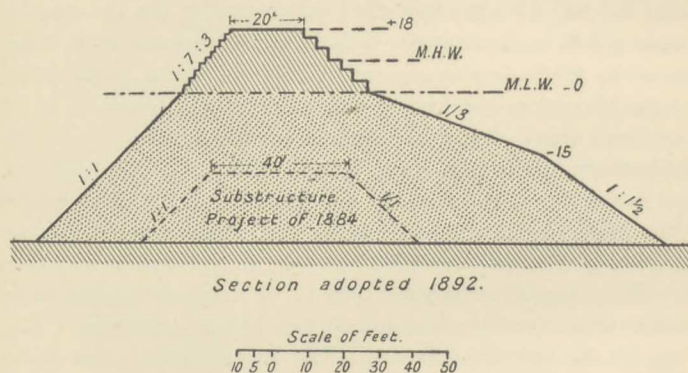 20'
+18
M.H.W.
1:7:3
M.L.W. -0
1/3
-15
40'
1:1
1:1
1/1
Substructure
Project of 1884
1:1½
Section adopted 1892.
Scale of Feet.
10 5 0 10 20 30 40 50